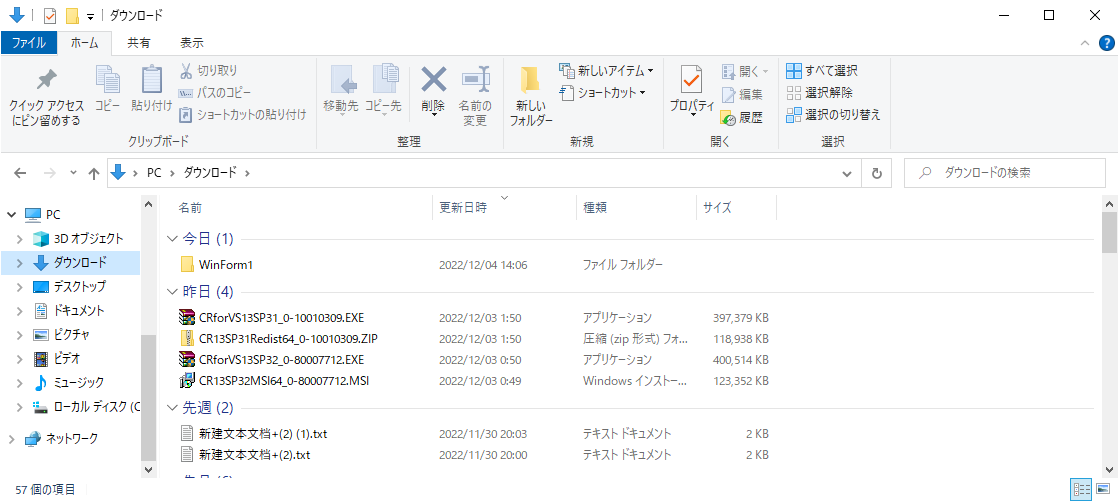 ダウンロード
ファイル ホーム 共有 表示
クイック アクセス
にピン留めする
コピー
貼り付け
切り取り
パスのコピー
ショートカットの貼り付け
クリップボード
移動先
コピー先
削除
名前の
変更
整理
新しい
フォルダー
新しいアイテム
ショートカット
新規
プロパティ
開く
編集
履歴
開く
すべて選択
選択解除
選択の切り替え
選択
PC › ダウンロード ›
ダウンロードの検索
PC
3D オブジェクト
ダウンロード
デスクトップ
ドキュメント
ピクチャ
ビデオ
ミュージック
ローカル ディスク (C
ネットワーク
名前 更新日時 種類 サイズ
今日 (1)
WinForm1 2022/12/04 14:06 ファイル フォルダー
昨日 (4)
CRforVS13SP31_0-10010309.EXE 2022/12/03 1:50 アプリケーション 397,379 KB
CR13SP31Redist64_0-10010309.ZIP 2022/12/03 1:50 圧縮 (zip 形式) フォ... 118,938 KB
CRforVS13SP32_0-80007712.EXE 2022/12/03 0:50 アプリケーション 400,514 KB
CR13SP32MSI64_0-80007712.MSI 2022/12/03 0:49 Windows インストー... 123,352 KB
先週 (2)
新建文本文档+(2) (1).txt 2022/11/30 20:03 テキスト ドキュメント 2 KB
新建文本文档+(2).txt 2022/11/30 20:00 テキスト ドキュメント 2 KB
57 個の項目